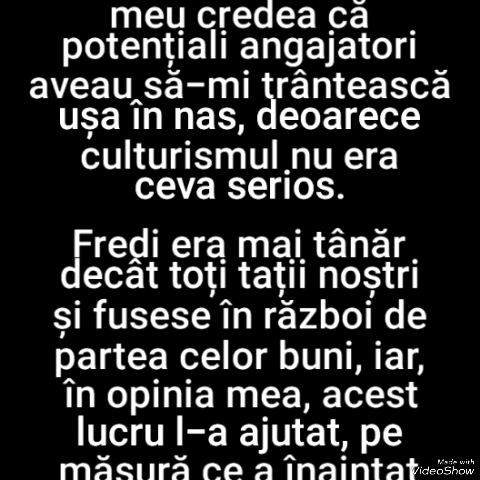 meu credea că
potențiali angajatori
aveau să-mi trântească
ușa în nas, deoarece
culturismul nu era
ceva serios.
Fredi era mai tânăr
decât toți tații noștri
și fusese în război de
partea celor buni, iar,
în opinia mea, acest
lucru l-a ajutat, pe
măsură ce a înaintat
Made with
VideoShow